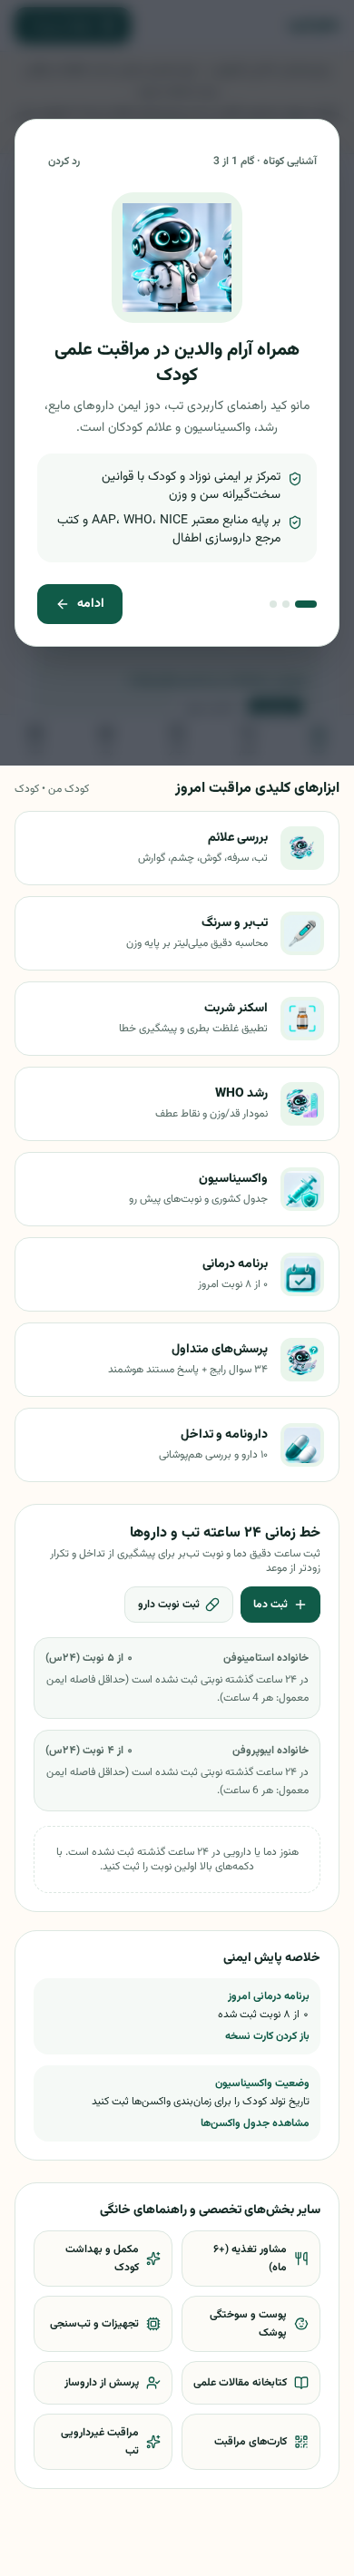 آشنایی کوتاه · گام 1 از 3
رد کردن
همراه آرام والدین در مراقبت علمی
کودک
مانو کید راهنمای کاربردی تب، دوز ایمن داروهای مایع،
رشد، واکسیناسیون و علائم کودکان است.
تمرکز بر ایمنی نوزاد و کودک با قوانین
سخت‌گیرانه سن و وزن
بر پایه منابع معتبر AAP، WHO، NICE و کتب
مرجع داروسازی اطفال
ادامه
ابزارهای کلیدی مراقبت امروز
کودک من • کودک
بررسی علائم
تب، سرفه، گوش، چشم، گوارش
تب‌بر و سرنگ
محاسبه دقیق میلی‌لیتر بر پایه وزن
اسکنر شربت
تطبیق غلظت بطری و پیشگیری خطا
رشد WHO
نمودار قد/وزن و نقاط عطف
واکسیناسیون
جدول کشوری و نوبت‌های پیش رو
برنامه درمانی
۰ از ۸ نوبت امروز
پرسش‌های متداول
۳۴ سوال رایج + پاسخ مستند هوشمند
دارونامه و تداخل
۱۰ دارو و بررسی هم‌پوشانی
خط زمانی ۲۴ ساعته تب و داروها
ثبت ساعت دقیق دما و نوبت تب‌بر برای پیشگیری از تداخل و تکرار
زودتر از موعد
ثبت دما
ثبت نوبت دارو
خانواده استامینوفن
۰ از ۵ نوبت (۲۴س)
در ۲۴ ساعت گذشته نوبتی ثبت نشده است (حداقل فاصله ایمن
معمول: هر 4 ساعت).
خانواده ایبوپروفن
۰ از ۴ نوبت (۲۴س)
در ۲۴ ساعت گذشته نوبتی ثبت نشده است (حداقل فاصله ایمن
معمول: هر 6 ساعت).
هنوز دما یا دارویی در ۲۴ ساعت گذشته ثبت نشده است. با
دکمه‌های بالا اولین نوبت را ثبت کنید.
خلاصه پایش ایمنی
برنامه درمانی امروز
۰ از ۸ نوبت ثبت شده
باز کردن کارت نسخه
وضعیت واکسیناسیون
تاریخ تولد کودک را برای زمان‌بندی واکسن‌ها ثبت کنید
مشاهده جدول واکسن‌ها
سایر بخش‌های تخصصی و راهنماهای خانگی
مشاور تغذیه (+۶
ماه)
مکمل و بهداشت
کودک
پوست و سوختگی
پوشک
تجهیزات و تب‌سنجی
کتابخانه مقالات علمی
پرسش از داروساز
کارت‌های مراقبت
مراقبت غیردارویی
تب